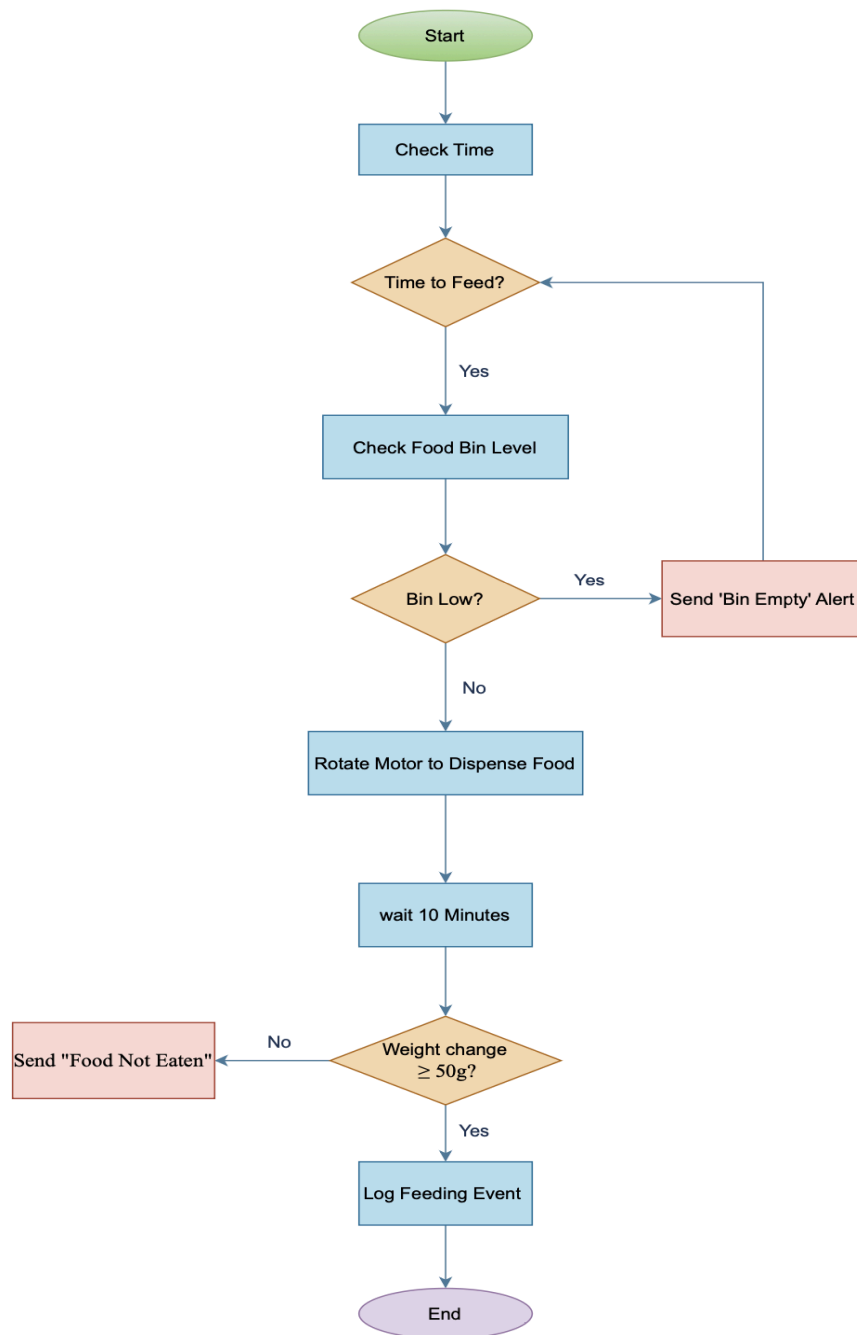 Start
Check Time
Time to Feed?
Yes
Check Food Bin Level
Bin Low?
Yes
Send 'Bin Empty' Alert
No
Rotate Motor to Dispense Food
wait 10 Minutes
Weight change
≥ 50g?
No
Send "Food Not Eaten"
Yes
Log Feeding Event
End